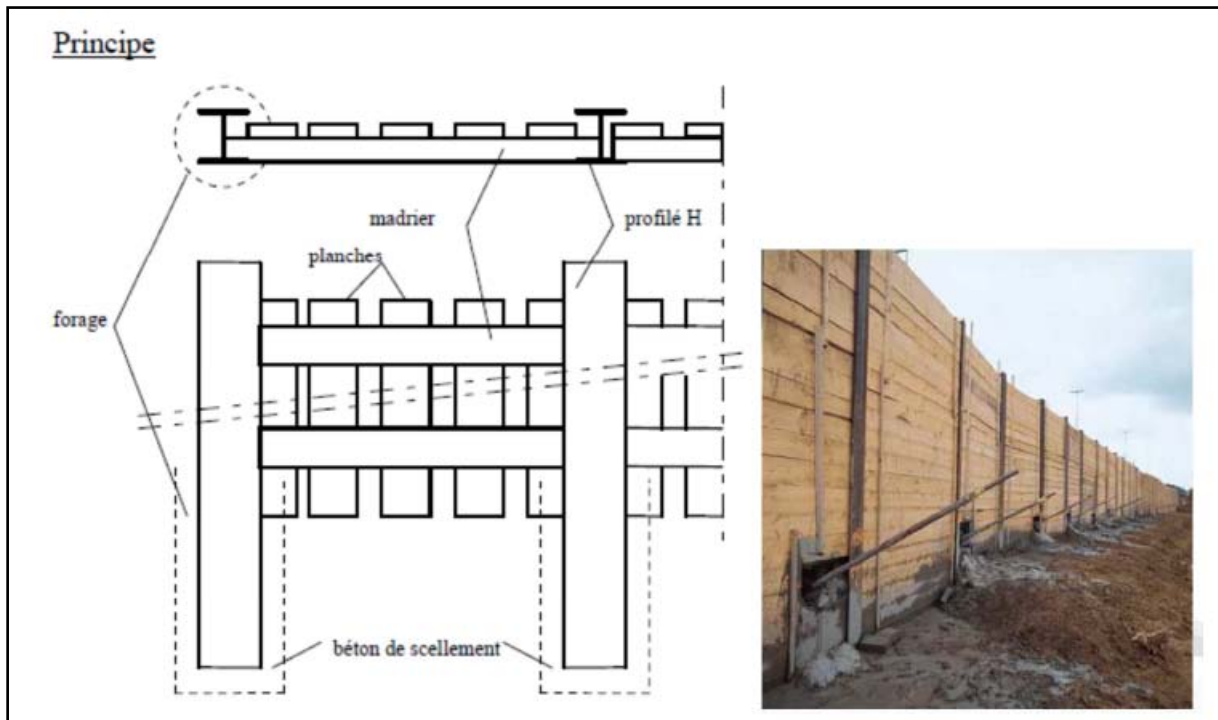 Principe
madrier
profilé H
planches
forage
béton de scellement